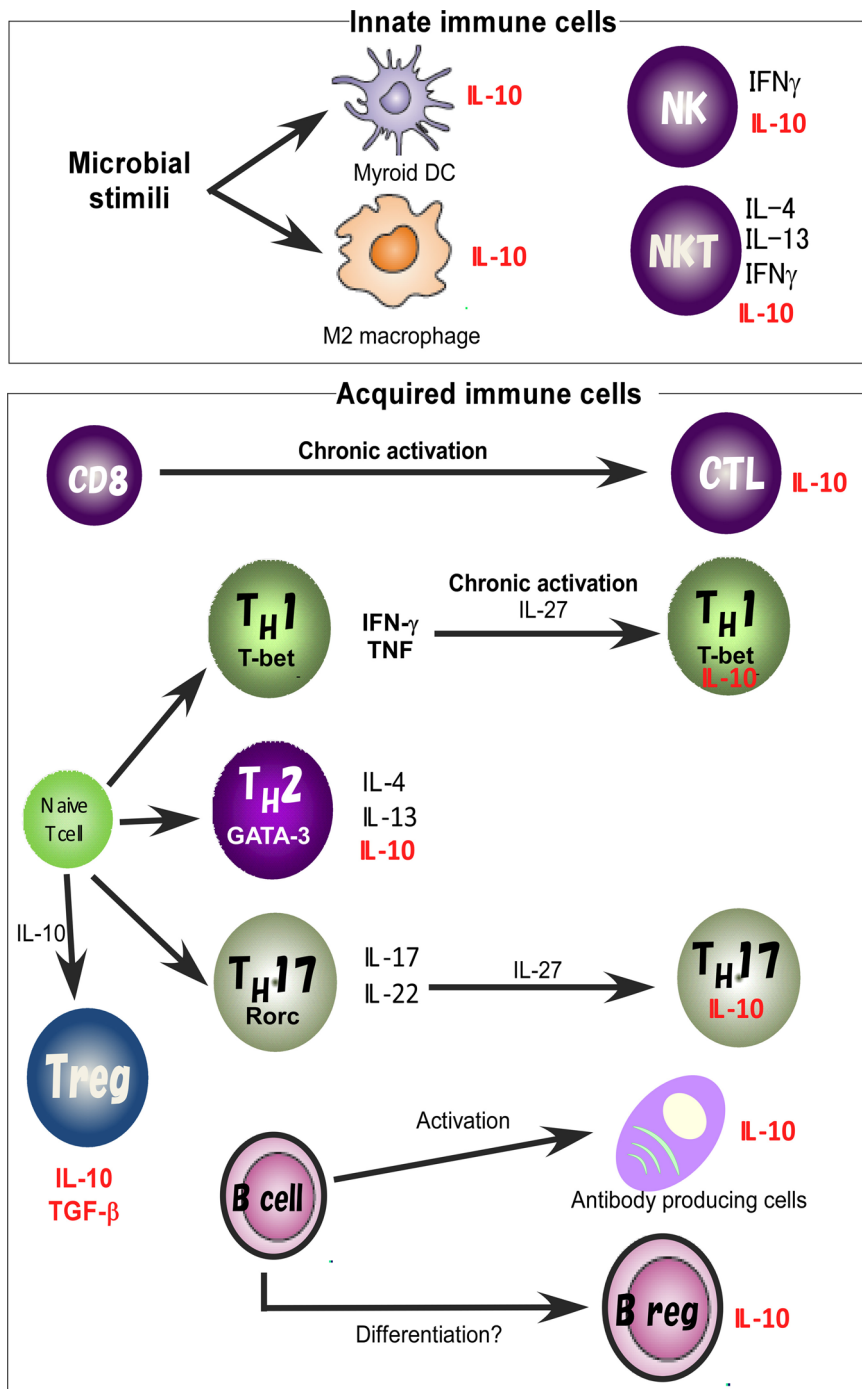 Innate immune cells
Microbial
stimili
IL-10
Myroid DC
IL-10
M2 macrophage
NK
IFNγ
IL-10
NKT
IL-4
IL-13
IFNγ
IL-10
Acquired immune cells
CD8
Chronic activation
CTL
IL-10
TH1
T-bet
IFN-γ
TNF
Chronic activation
IL-27
TH1
T-bet
IL-10
Naive
T cell
TH2
GATA-3
IL-4
IL-13
IL-10
IL-10
TH17
Rorc
IL-17
IL-22
IL-27
TH17
IL-10
Treg
IL-10
TGF-β
B cell
Activation
IL-10
Antibody producing cells
Differentiation?
B reg
IL-10